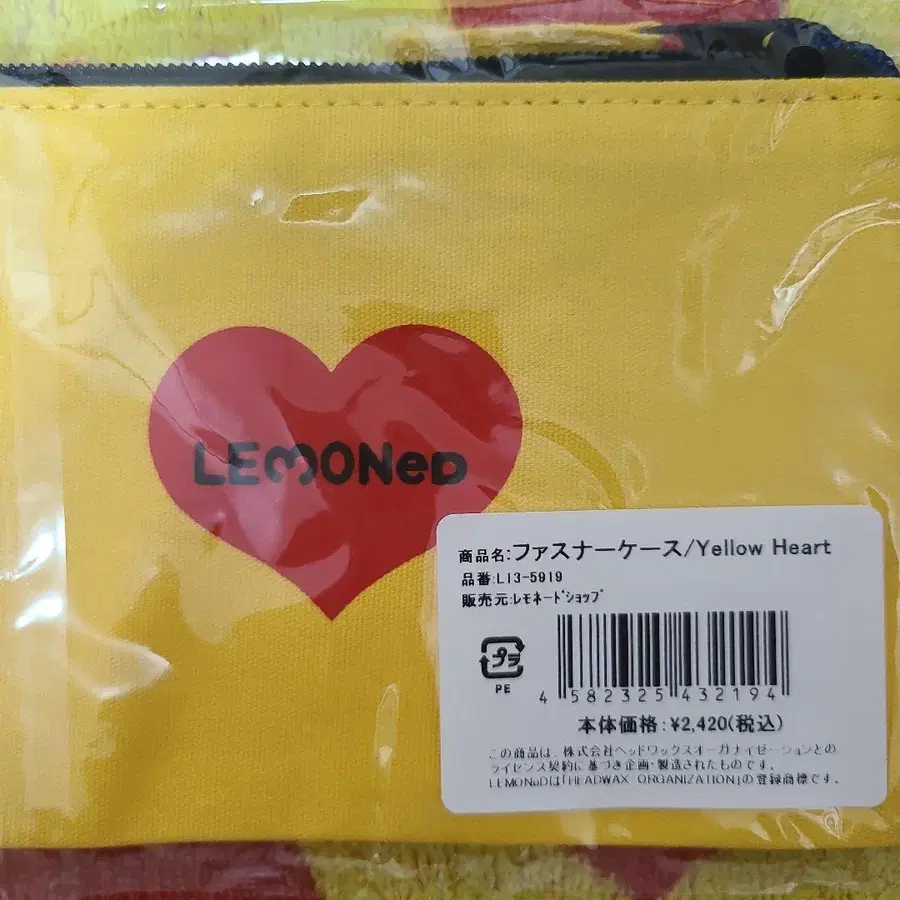 LEMONeD
商品名:ファスナーケース/Yellow Heart
品番:LI3-5919
販売元:ﾚﾓﾈｰﾄﾞｼｮｯﾌﾟ
プラ
PE
4 582325 432194
本体価格:¥2,420(税込)
この商品は、株式会社ヘッドワックスオーガナイゼーションとの
ライセンス契約に基づき企画・製造されたものです。
LEMONeDは「HEADWAX ORGANIZATION」の登録商標です。